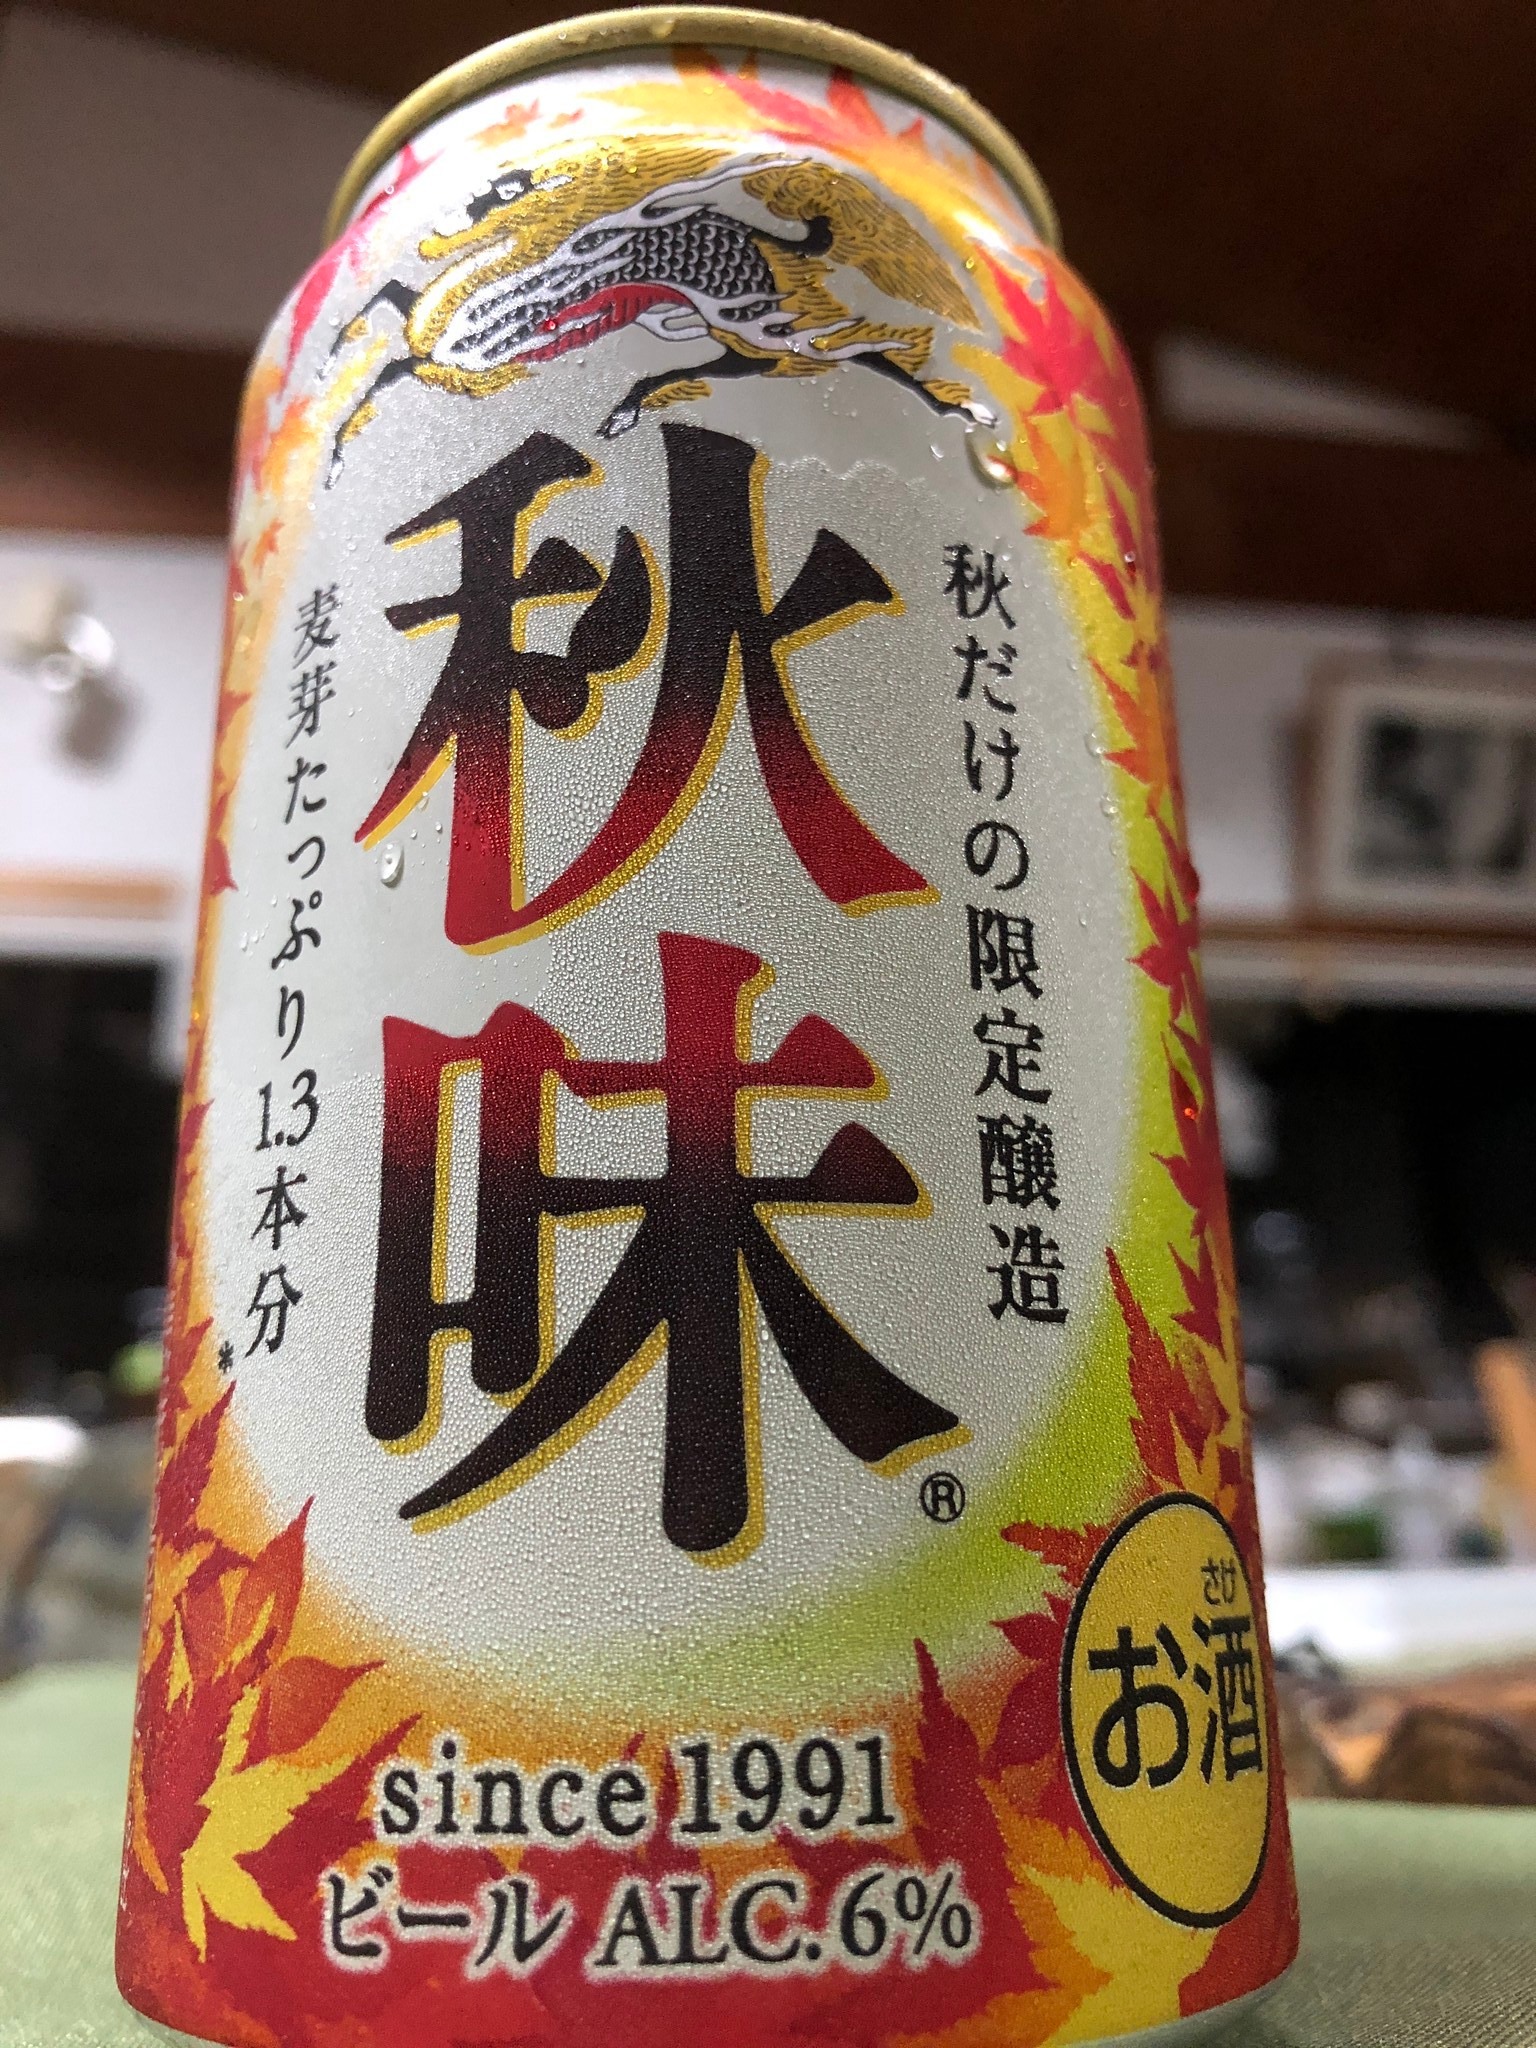 秋味
®
秋だけの限定醸造
麦芽たっぷり1.3本分*
since 1991
ビール ALC.6%
さけ
お酒